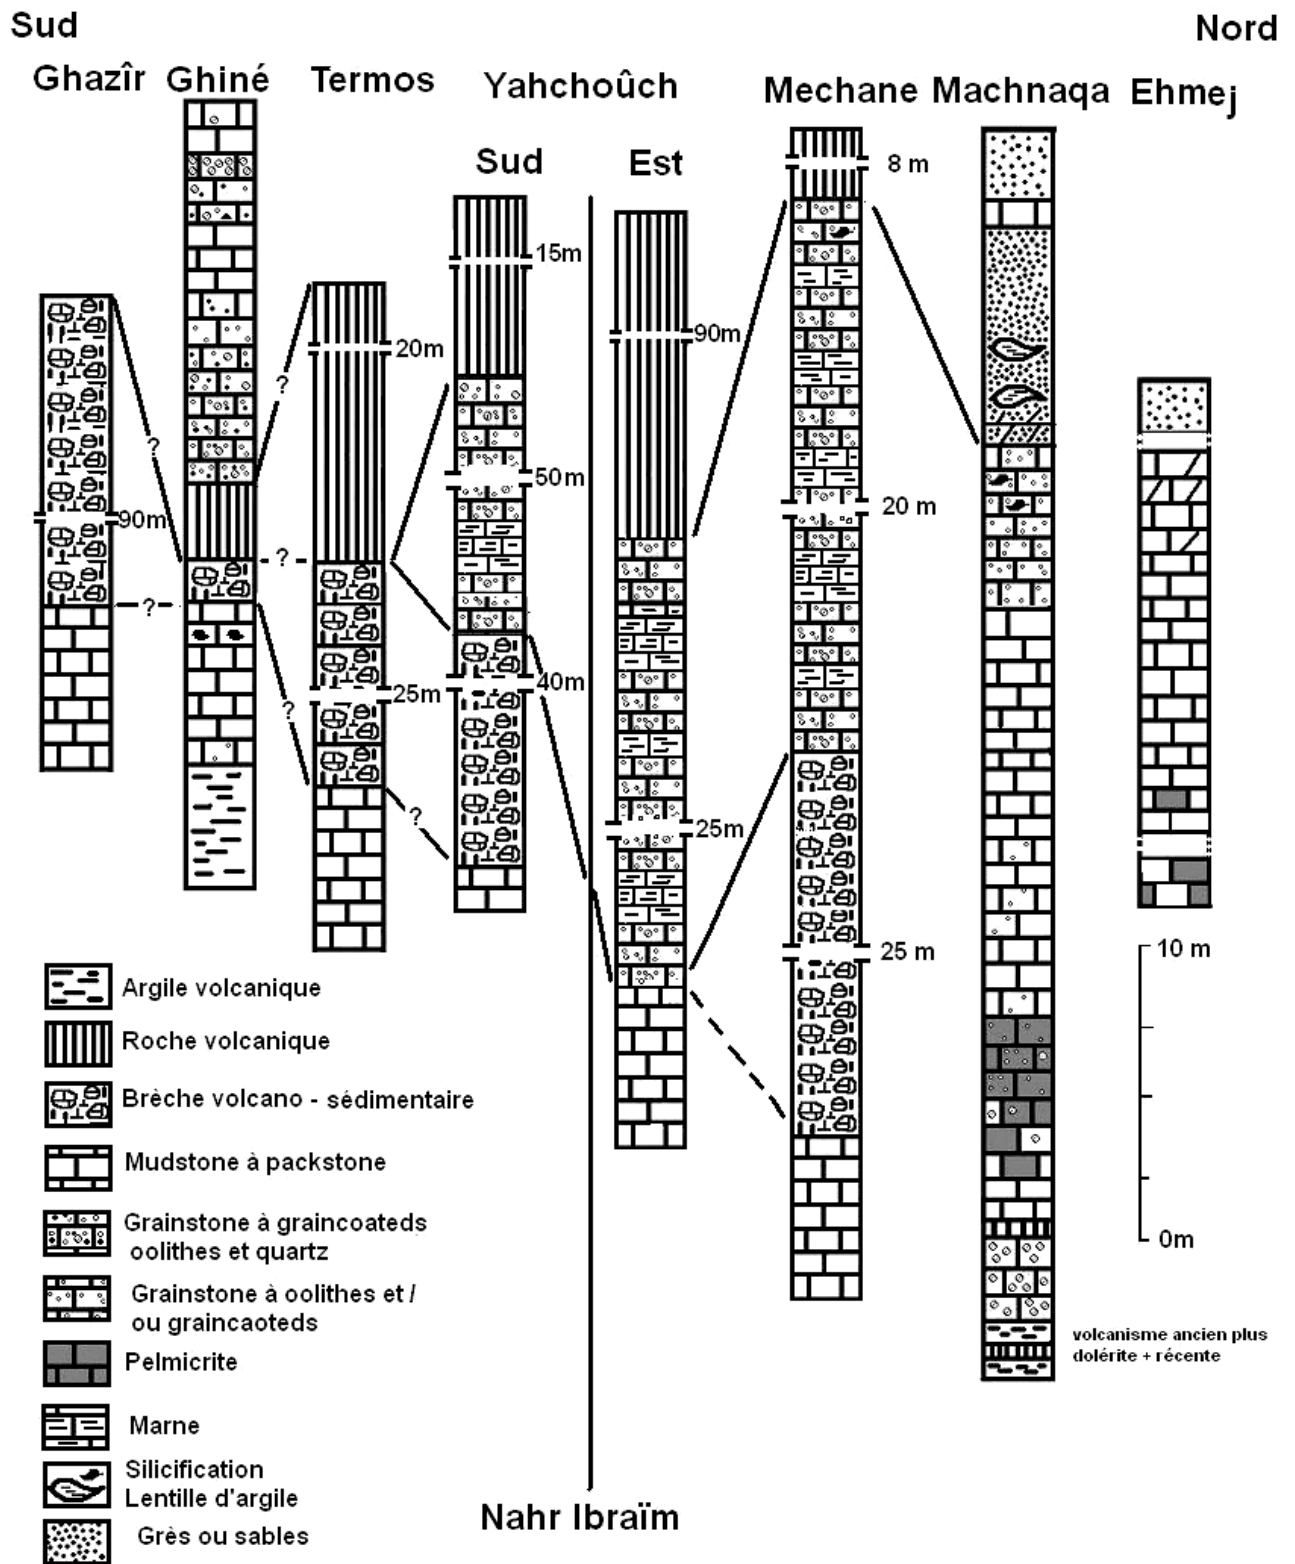 Sud
Nord
Ghazîr Ghiné Termos Yahchoûch Mechane Machnaqa Ehmej
Sud Est
8 m
15m
90m
20m
?
?
50m
20 m
90m
?
?
40m
25m
?
?
25m
25 m
10 m
0m
volcanisme ancien plus
dolérite + récente
Argile volcanique
Roche volcanique
Brèche volcano - sédimentaire
Mudstone à packstone
Grainstone à graincoateds
oolithes et quartz
Grainstone à oolithes et /
ou graincaoteds
Pelmicrite
Marne
Silicification
Lentille d'argile
Grès ou sables
Nahr Ibraïm